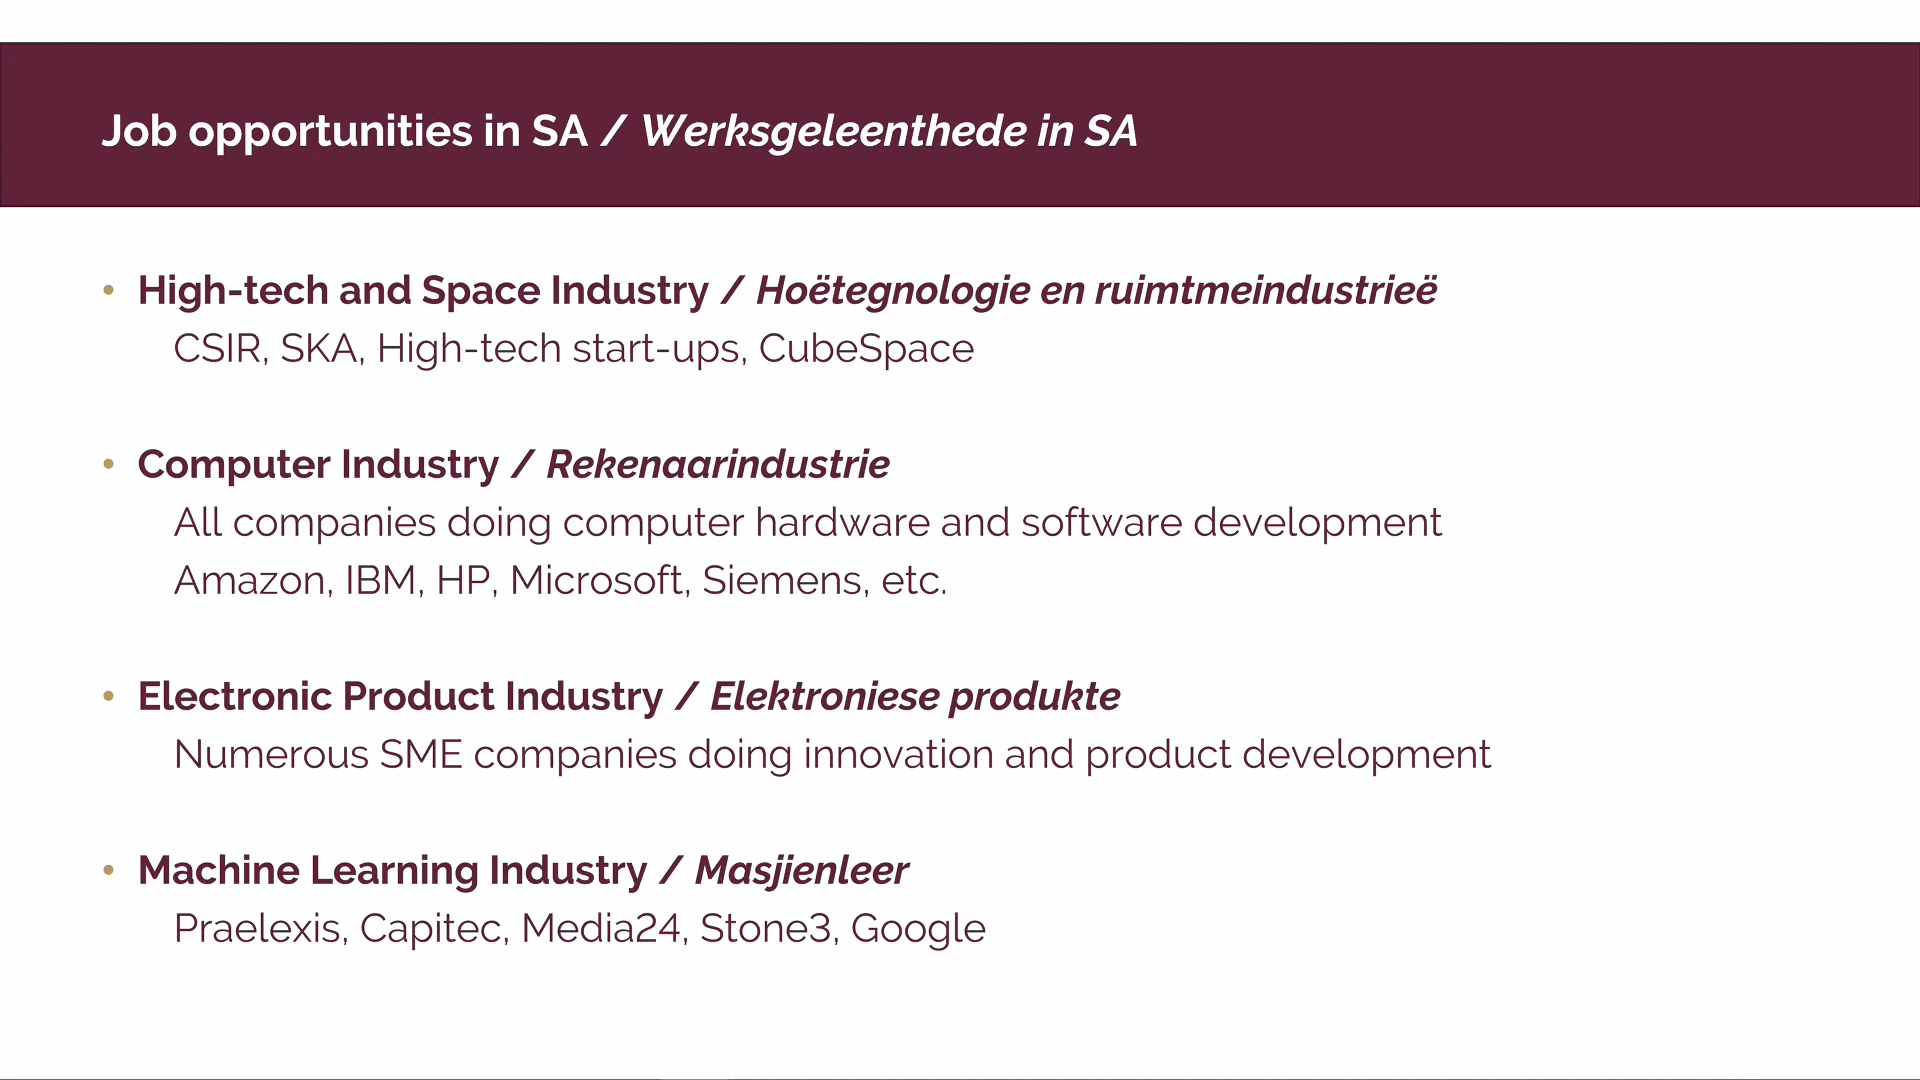 Job opportunities in SA / Werksgeleenthede in SA
• High-tech and Space Industry / Hoëtegnologie en ruimtmeindustrieë
CSIR, SKA, High-tech start-ups, CubeSpace
• Computer Industry / Rekenaarindustrie
All companies doing computer hardware and software development
Amazon, IBM, HP, Microsoft, Siemens, etc.
• Electronic Product Industry / Elektroniese produkte
Numerous SME companies doing innovation and product development
• Machine Learning Industry / Masjienleer
Praelexis, Capitec, Media24, Stone3, Google